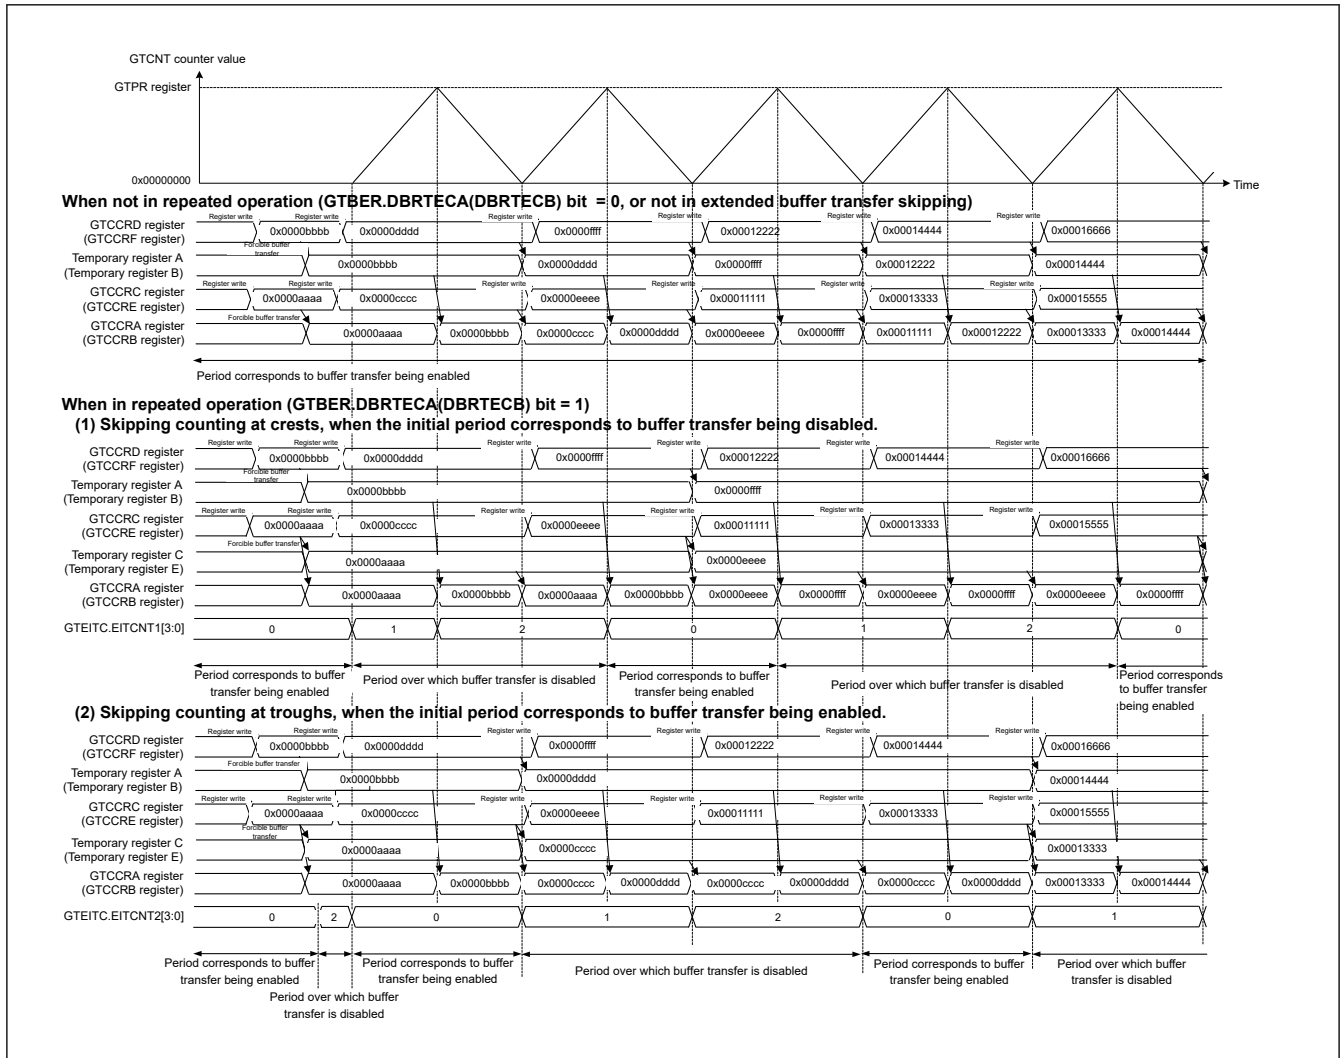 GTCNT counter value
GTPR register
0x00000000
Time
When not in repeated operation (GTBER.DBRTECA(DBRTECB) bit = 0, or not in extended buffer transfer skipping)
Register write Register write Register write Register write Register write Register write
GTCCRD register
(GTCCRF register)
0x0000bbbb 0x0000dddd 0x0000ffff 0x00012222 0x00014444 0x00016666
Forcible buffer
transfer
Temporary register A
(Temporary register B)
0x0000bbbb 0x0000dddd 0x0000ffff 0x00012222 0x00014444
Register write Register write Register write Register write Register write Register write
GTCCRC register
(GTCCRE register)
0x0000aaaa 0x0000cccc 0x0000eeee 0x00011111 0x00013333 0x00015555
Forcible buffer transfer
GTCCRA register
(GTCCRB register)
0x0000aaaa 0x0000bbbb 0x0000cccc 0x0000dddd 0x0000eeee 0x0000ffff 0x00011111 0x00012222 0x00013333 0x00014444
Period corresponds to buffer transfer being enabled
When in repeated operation (GTBER.DBRTECA(DBRTECB) bit = 1)
(1) Skipping counting at crests, when the initial period corresponds to buffer transfer being disabled.
Register write Register write Register write Register write Register write Register write
GTCCRD register
(GTCCRF register)
0x0000bbbb 0x0000dddd 0x0000ffff 0x00012222 0x00014444 0x00016666
Forcible buffer
transfer
Temporary register A
(Temporary register B)
0x0000bbbb 0x0000ffff
Register write Register write Register write Register write Register write Register write
GTCCRC register
(GTCCRE register)
0x0000aaaa 0x0000cccc 0x0000eeee 0x00011111 0x00013333 0x00015555
Forcible buffer transfer
Temporary register C
(Temporary register E)
0x0000aaaa 0x0000eeee
GTCCRA register
(GTCCRB register)
0x0000aaaa 0x0000bbbb 0x0000aaaa 0x0000bbbb 0x0000eeee 0x0000ffff 0x0000eeee 0x0000ffff 0x0000eeee 0x0000ffff
GTEITC.EITCNT1[3:0] 0 1 2 0 1 2 0
Period corresponds to buffer
transfer being enabled
Period over which buffer transfer is disabled
Period corresponds to buffer
transfer being enabled
Period over which buffer transfer is disabled
Period corresponds
to buffer transfer
being enabled
(2) Skipping counting at troughs, when the initial period corresponds to buffer transfer being enabled.
Register write Register write Register write Register write Register write Register write
GTCCRD register
(GTCCRF register)
0x0000bbbb 0x0000dddd 0x0000ffff 0x00012222 0x00014444 0x00016666
Forcible buffer transfer
Temporary register A
(Temporary register B)
0x0000bbbb 0x0000dddd 0x00014444
Register write Register write Register write Register write Register write Register write
GTCCRC register
(GTCCRE register)
0x0000aaaa 0x0000cccc 0x0000eeee 0x00011111 0x00013333 0x00015555
Forcible buffer
transfer
Temporary register C
(Temporary register E)
0x0000aaaa 0x0000cccc 0x00013333
GTCCRA register
(GTCCRB register)
0x0000aaaa 0x0000bbbb 0x0000cccc 0x0000dddd 0x0000cccc 0x0000dddd 0x0000cccc 0x0000dddd 0x00013333 0x00014444
GTEITC.EITCNT2[3:0] 0 2 0 1 2 0 1
Period corresponds to buffer
transfer being enabled
Period over which buffer
transfer is disabled
Period corresponds to buffer
transfer being enabled
Period over which buffer transfer is disabled
Period corresponds to buffer
transfer being enabled
Period over which buffer
transfer is disabled